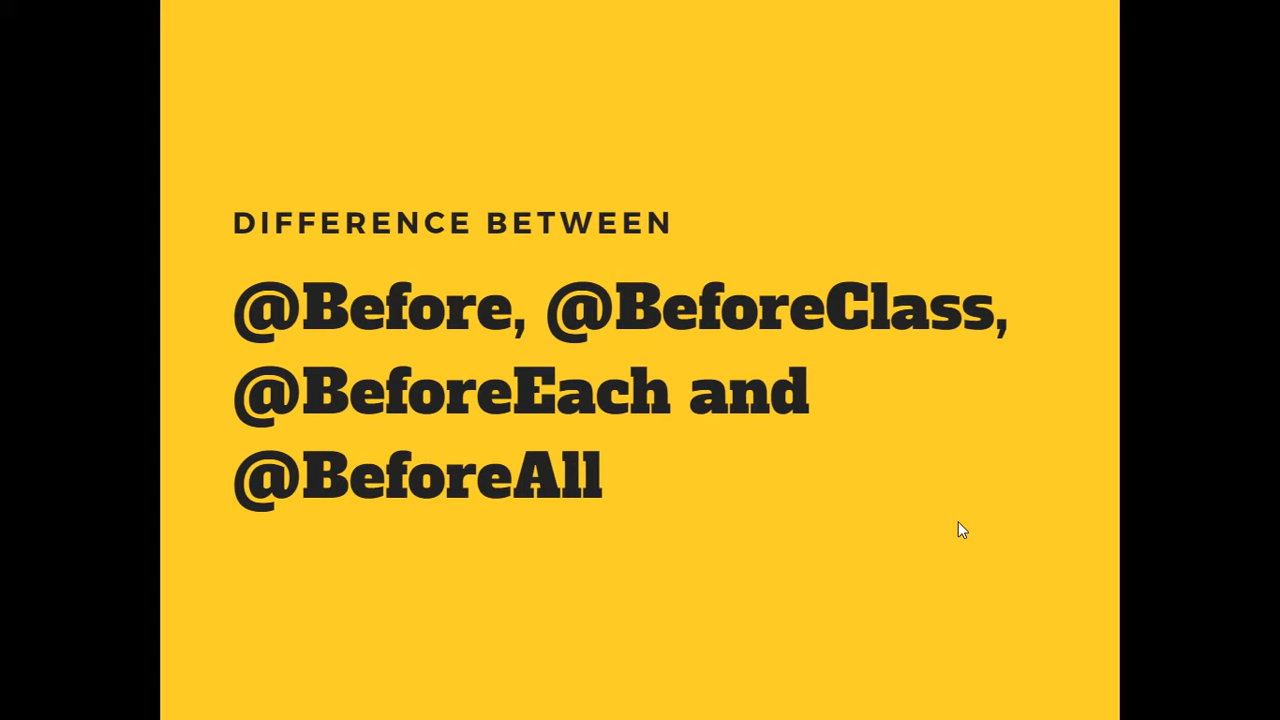 DIFFERENCE BETWEEN
@Before, @BeforeClass,
@BeforeEach and
@BeforeAll